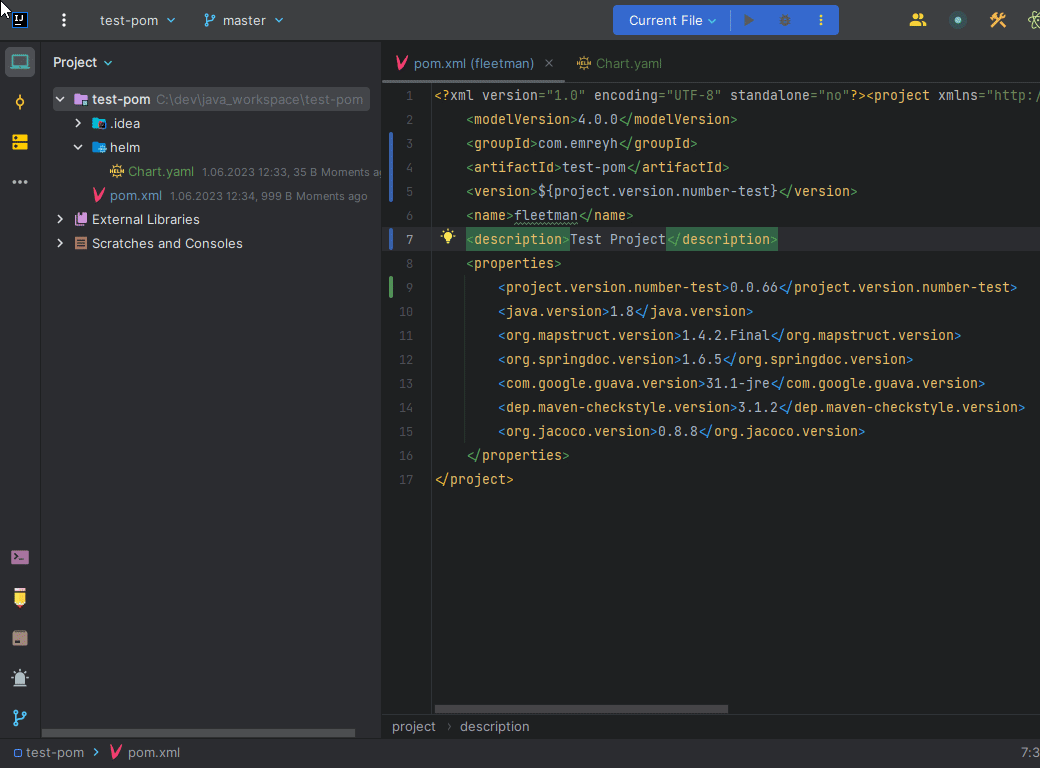 IJ
test-pom
master
Current File
Project
test-pom C:\dev\java_workspace\test-pom
.idea
helm
HELM Chart.yaml 1.06.2023 12:33, 35 B Moments ag
pom.xml 1.06.2023 12:34, 999 B Moments ago
External Libraries
Scratches and Consoles
pom.xml (fleetman)
HELM Chart.yaml
1 <?xml version="1.0" encoding="UTF-8" standalone="no"?><project xmlns="http:/
2 <modelVersion>4.0.0</modelVersion>
3 <groupId>com.emreyh</groupId>
4 <artifactId>test-pom</artifactId>
5 <version>${project.version.number-test}</version>
6 <name>fleetman</name>
7 <description>Test Project</description>
8 <properties>
9 <project.version.number-test>0.0.66</project.version.number-test>
10 <java.version>1.8</java.version>
11 <org.mapstruct.version>1.4.2.Final</org.mapstruct.version>
12 <org.springdoc.version>1.6.5</org.springdoc.version>
13 <com.google.guava.version>31.1-jre</com.google.guava.version>
14 <dep.maven-checkstyle.version>3.1.2</dep.maven-checkstyle.version>
15 <org.jacoco.version>0.8.8</org.jacoco.version>
16 </properties>
17 </project>
project › description
test-pom > pom.xml
7:3